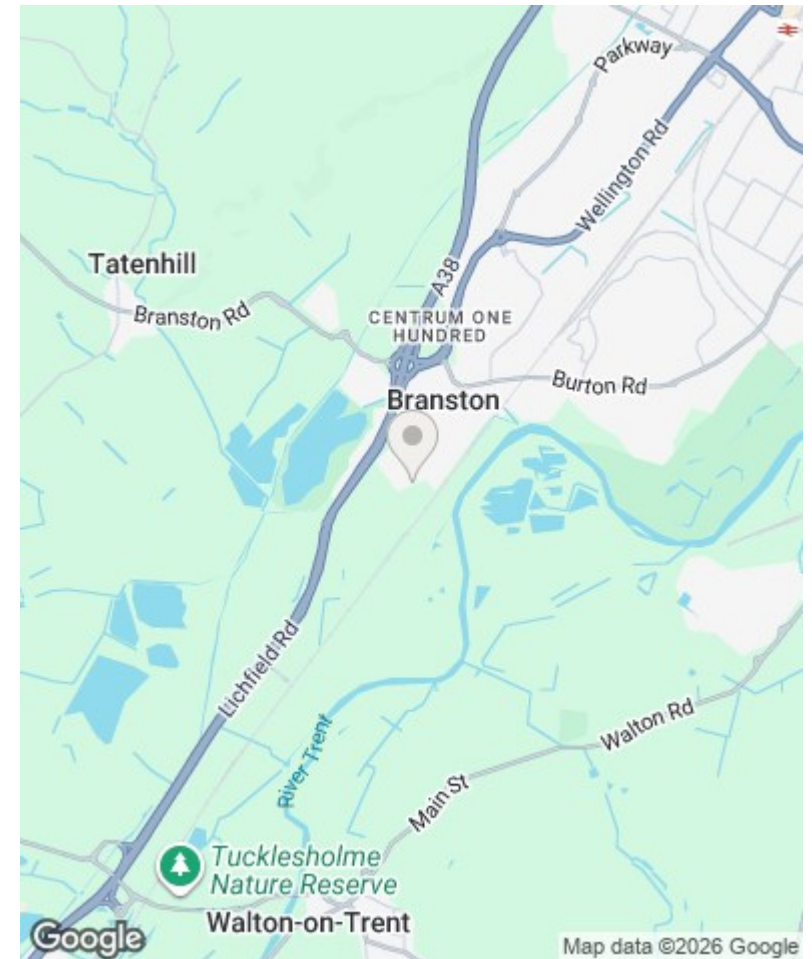 Parkway
Wellington Rd
A38
Tatenhill
Branston Rd
CENTRUM ONE
HUNDRED
Burton Rd
Branston
Lichfield Rd
River Trent
Walton Rd
Main St
Tucklesholme
Nature Reserve
Walton-on-Trent
Google
Map data ©2026 Google